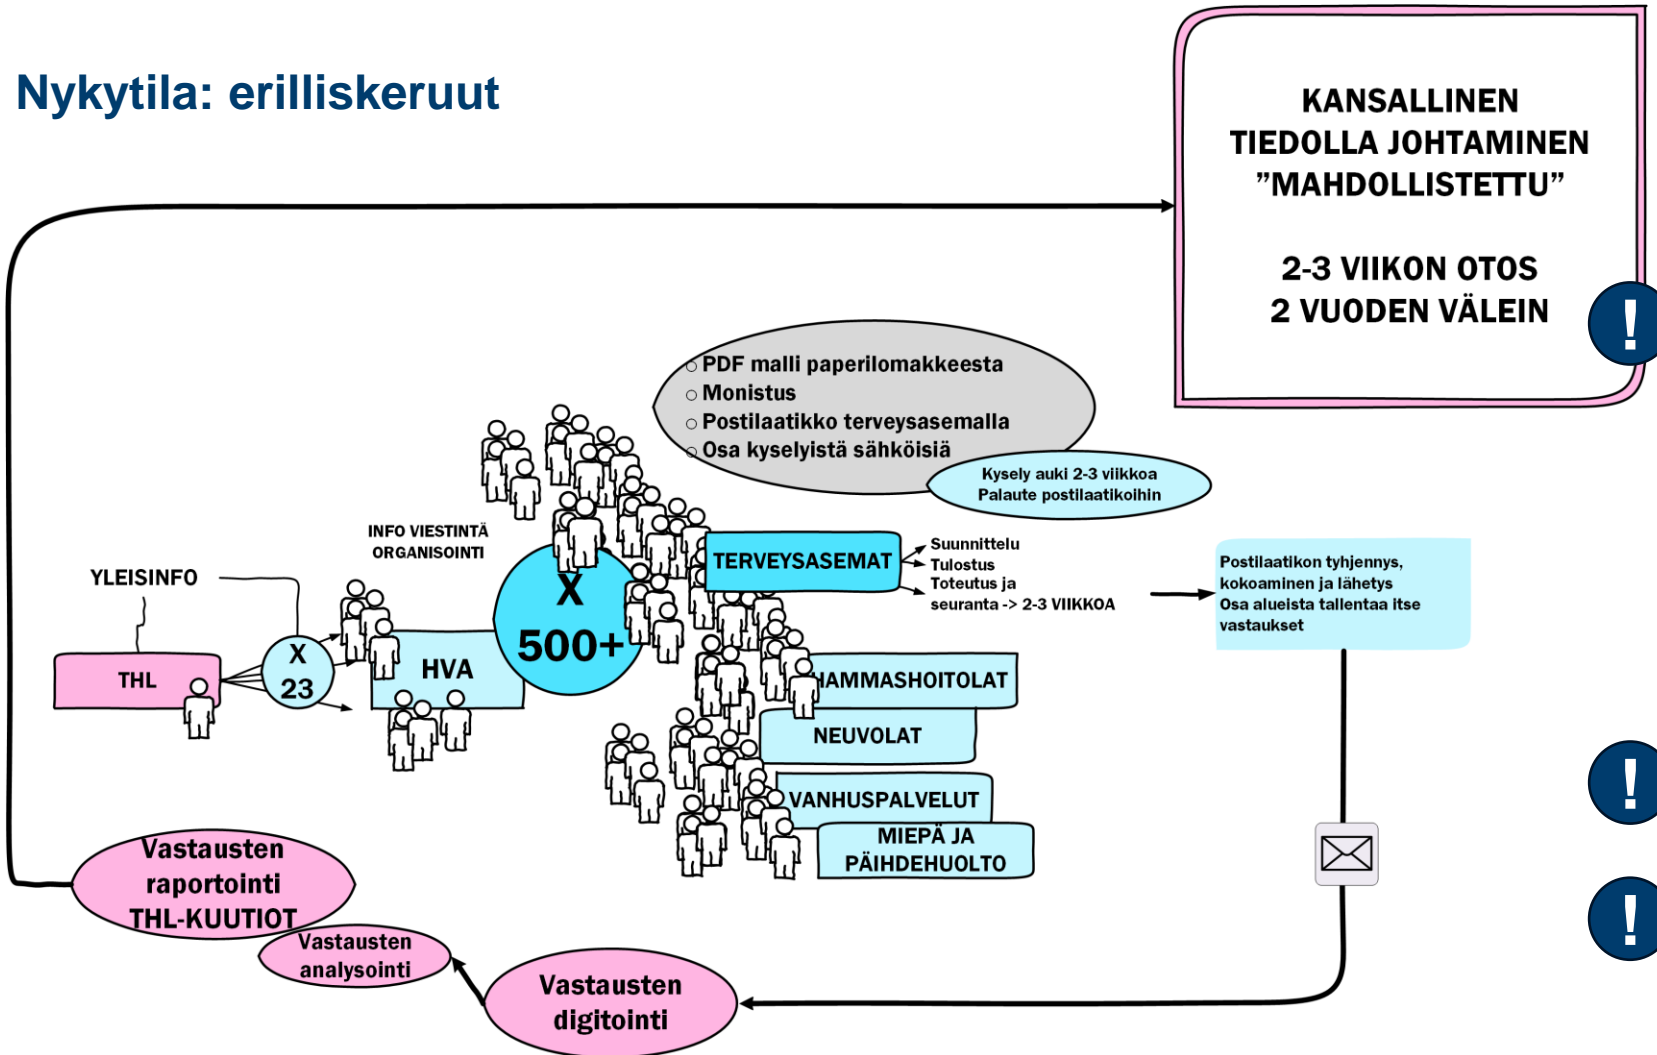 Nykytila: erilliskeruut
KANSALLINEN
TIEDOLLA JOHTAMINEN
”MAHDOLLISTETTU”
2-3 VIIKON OTOS
2 VUODEN VÄLEIN
!
○ PDF malli paperilomakkeesta
○ Monistus
○ Postilaatikko terveysasemalla
○ Osa kyselyistä sähköisiä
Kysely auki 2-3 viikkoa
Palaute postilaatikoihin
INFO VIESTINTÄ
ORGANISOINTI
YLEISINFO
THL
X
23
HVA
X
500+
TERVEYSASEMAT
Suunnittelu
Tulostus
Toteutus ja
seuranta -> 2-3 VIIKKOA
Postilaatikon tyhjennys,
kokoaminen ja lähetys
Osa alueista tallentaa itse
vastaukset
HAMMASHOITOLAT
NEUVOLAT
VANHUSPALVELUT
MIEPÄ JA
PÄIHDEHUOLTO
!
!
Vastausten
raportointi
THL-KUUTIOT
Vastausten
analysointi
Vastausten
digitointi